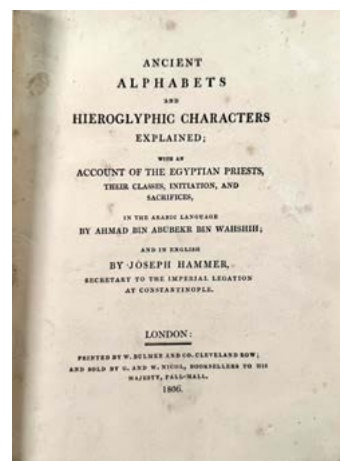 ANCIENT
ALPHABETS
AND
HIEROGLYPHIC CHARACTERS
EXPLAINED;
WITH AN
ACCOUNT OF THE EGYPTIAN PRIESTS,
THEIR CLASSES, INITIATION, AND
SACRIFICES,
IN THE ARABIC LANGUAGE
BY AHMAD BIN ABUBEKR BIN WAHSHIH;
AND IN ENGLISH
BY JOSEPH HAMMER,
SECRETARY TO THE IMPERIAL LEGATION
AT CONSTANTINOPLE.
LONDON:
PRINTED BY W. BULMER AND CO. CLEVELAND ROW;
AND SOLD BY G. AND W. NICOL, BOOKSELLERS TO HIS
MAJESTY, PALL-MALL.
1806.